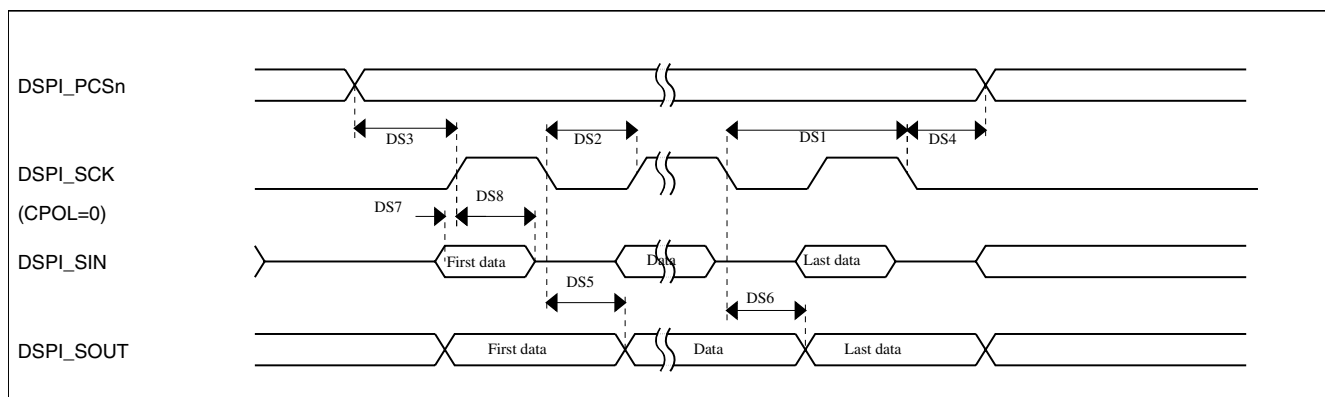 DSPI_PCSn
DS3
DS2
DS1
DS4
DSPI_SCK
(CPOL=0)
DS7
DS8
DSPI_SIN
First data
Data
Last data
DS5
DS6
DSPI_SOUT
First data
Data
Last data